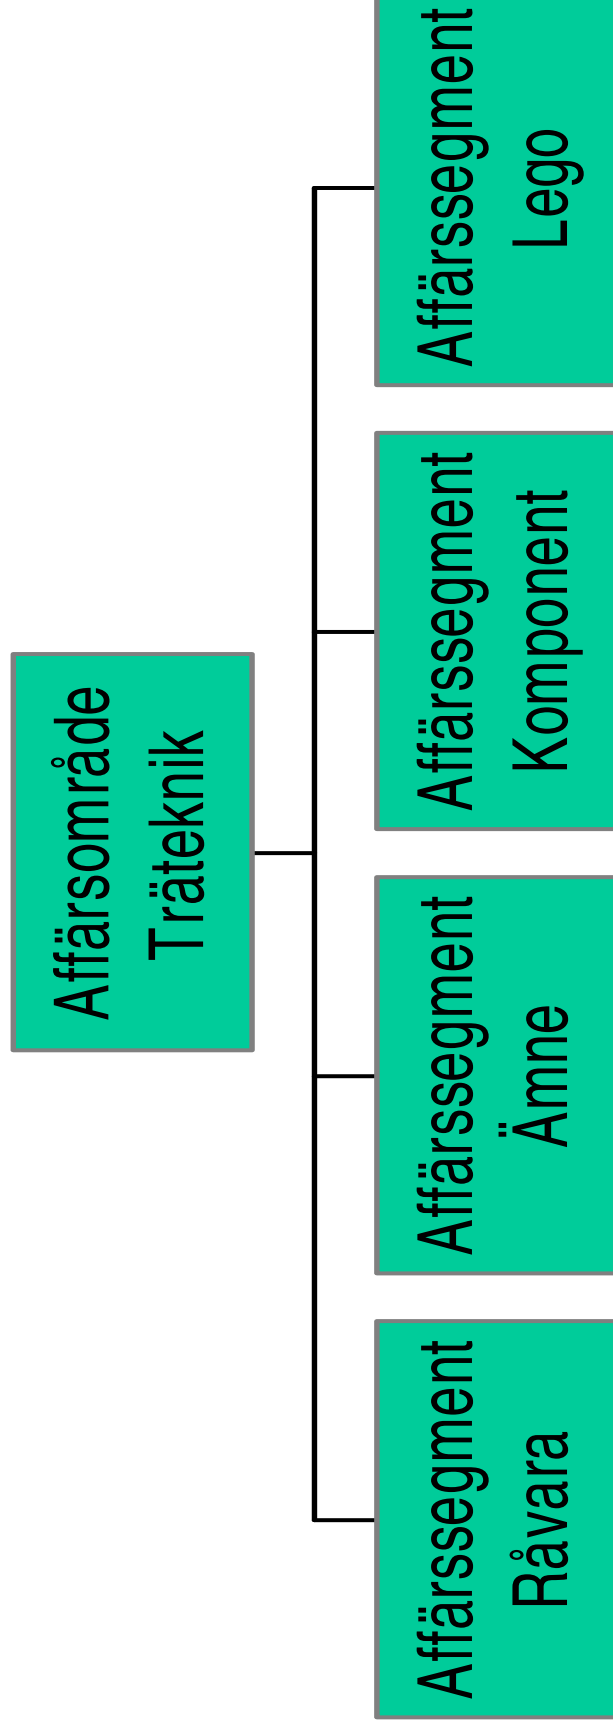 Affärsområde
Träteknik
Affärssegment
Råvara
Affärssegment
Ämne
Affärssegment
Komponent
Affärssegment
Lego